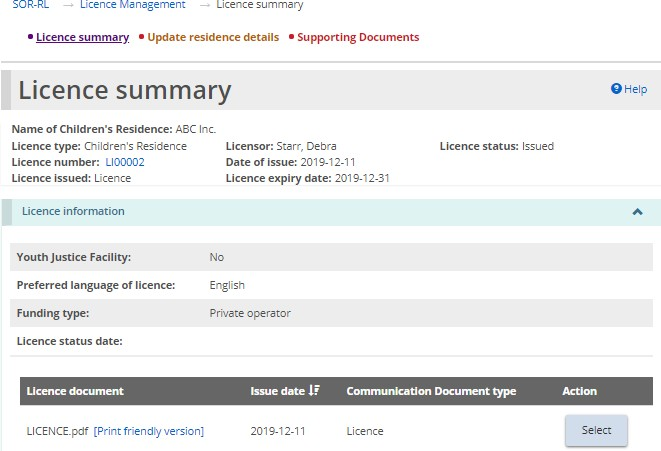 SOR-RL → Licence Management → Licence summary
• Licence summary • Update residence details • Supporting Documents
Licence summary
Help
Name of Children's Residence: ABC Inc.
Licence type: Children's Residence Licensor: Starr, Debra Licence status: Issued
Licence number: LI00002 Date of issue: 2019-12-11
Licence issued: Licence Licence expiry date: 2019-12-31
Licence information
Youth Justice Facility: No
Preferred language of licence: English
Funding type: Private operator
Licence status date:
Licence document Issue date Communication Document type Action
LICENCE.pdf [Print friendly version] 2019-12-11 Licence Select